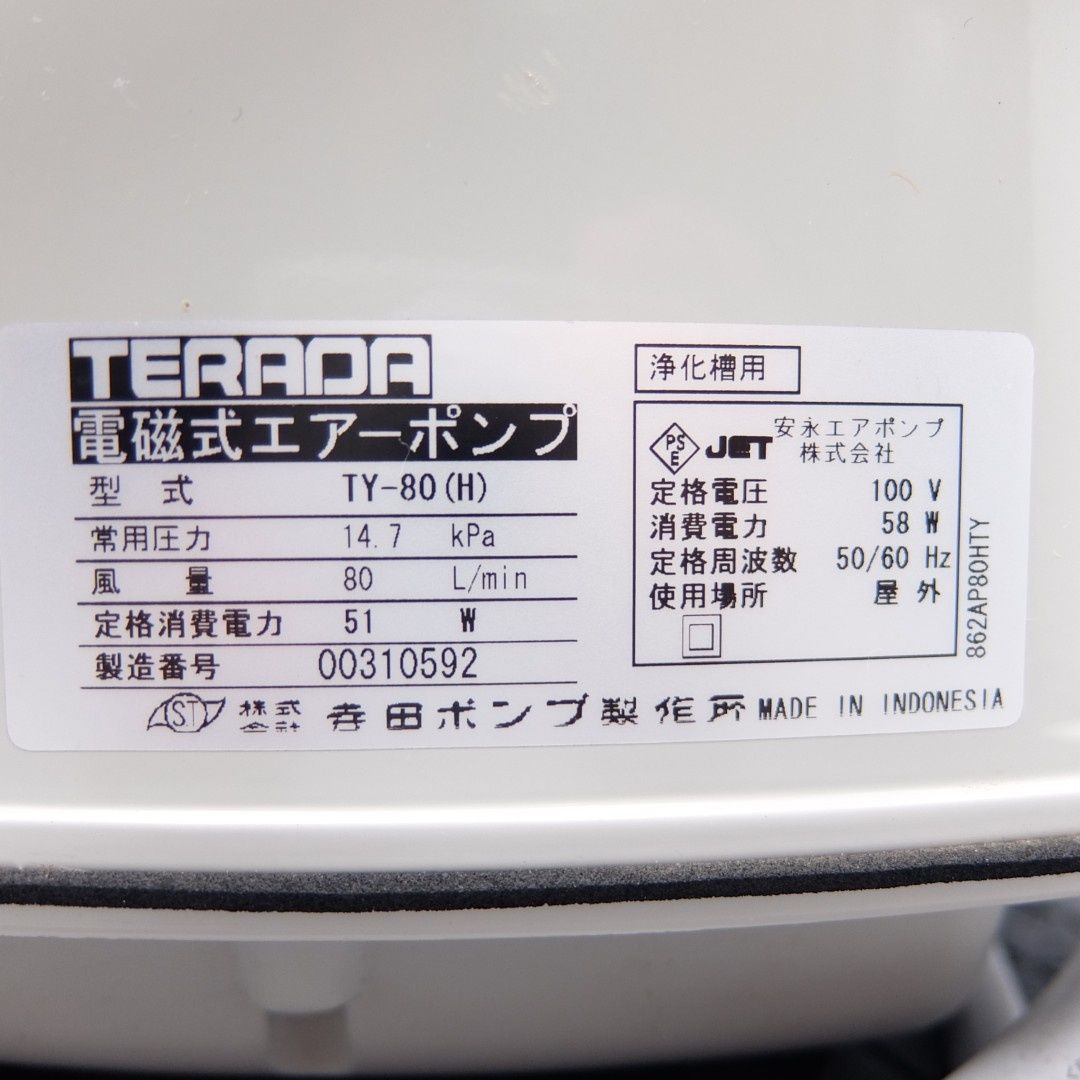 TERADA
電磁式エアーポンプ
型 式 TY-80(H)
常用圧力 14.7 kPa
風 量 80 L/min
定格消費電力 51 W
製造番号 00310592
浄化槽用
PSE JET 安永エアポンプ
株式会社
定格電圧 100 V
消費電力 58 W
定格周波数 50/60 Hz
使用場所 屋 外
862AP80HTY
ST 株式会社 寺田ポンプ製作所 MADE IN INDONESIA